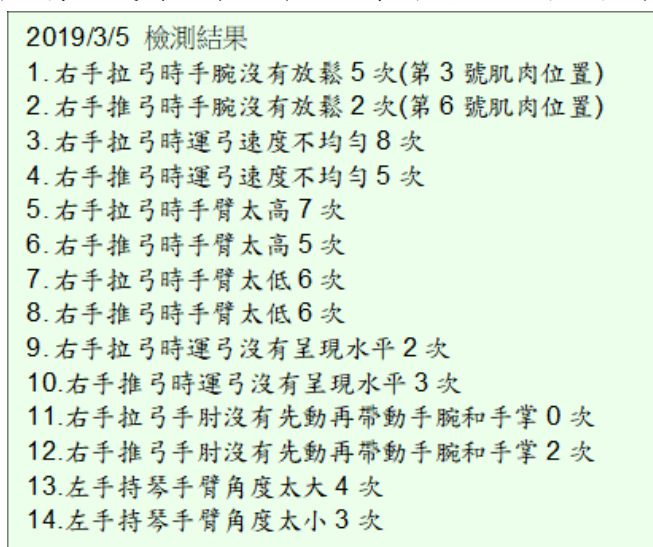 2019/3/5 檢測結果
1.右手拉弓時手腕沒有放鬆 5 次(第 3 號肌肉位置)
2.右手推弓時手腕沒有放鬆 2 次(第 6 號肌肉位置)
3.右手拉弓時運弓速度不均勻 8 次
4.右手推弓時運弓速度不均勻 5 次
5.右手拉弓時手臂太高 7 次
6.右手推弓時手臂太高 5 次
7.右手拉弓時手臂太低 6 次
8.右手推弓時手臂太低 6 次
9.右手拉弓時運弓沒有呈現水平 2 次
10.右手推弓時運弓沒有呈現水平 3 次
11.右手拉弓手肘沒有先動再帶動手腕和手掌 0 次
12.右手推弓手肘沒有先動再帶動手腕和手掌 2 次
13.左手持琴手臂角度太大 4 次
14.左手持琴手臂角度太小 3 次